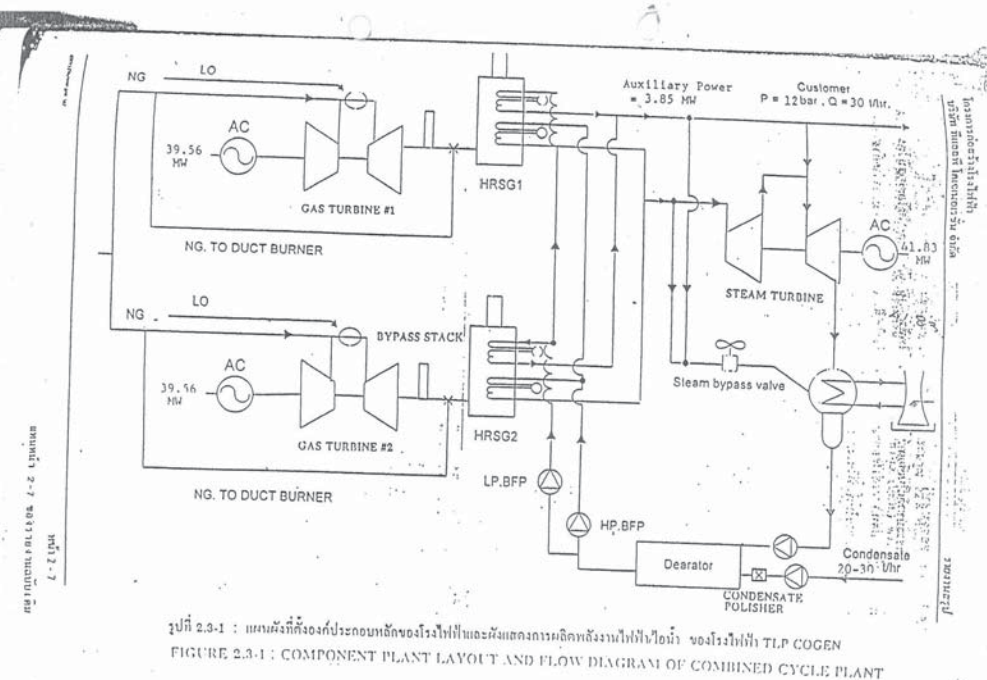 NG
LO
AC
39.56
MW
GAS TURBINE #1
NG. TO DUCT BURNER
HRSG1
Auxiliary Power
= 3.85 MW
Customer
P = 12bar , Q = 30 t/hr.
AC
41.83
MW
STEAM TURBINE
NG
LO
BYPASS STACK
AC
39.56
MW
GAS TURBINE #2
NG. TO DUCT BURNER
HRSG2
Steam bypass valve
LP.BFP
HP.BFP
Dearator
CONDENSATE
POLISHER
Condensate
20-30 t/hr
หน้า 2-7
รูปที่ 2.3-1 : แผนผังที่ตั้งองค์ประกอบหลักของโรงไฟฟ้าและผังแสดงการผลิตพลังงานไฟฟ้า/ไอน้ำ ของโรงไฟฟ้า TLP COGEN
FIGURE 2.3-1 : COMPONENT PLANT LAYOUT AND FLOW DIAGRAM OF COMBINED CYCLE PLANT